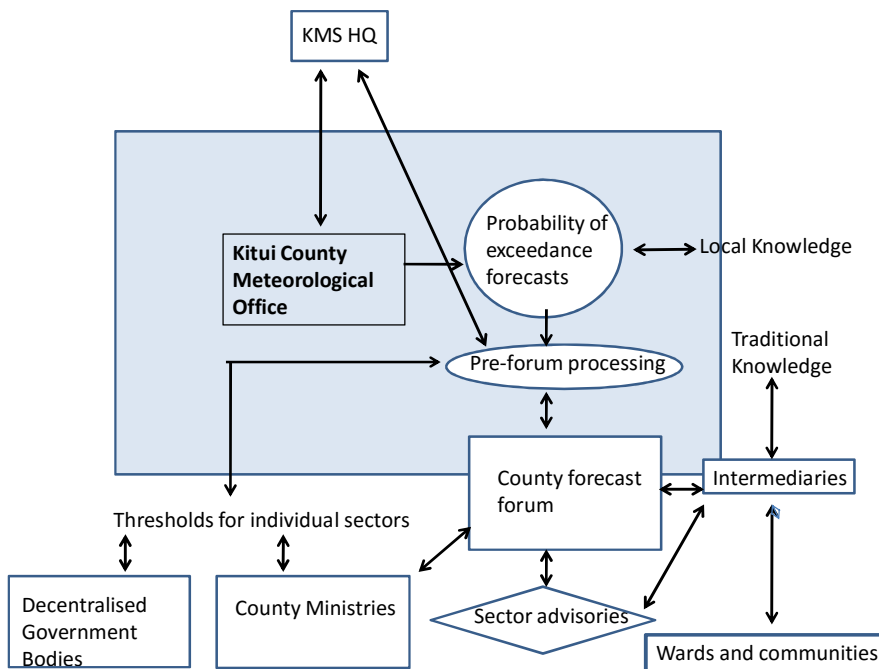 KMS HQ
Probability of
exceedance
forecasts
Kitui County
Meteorological
Office
Local Knowledge
Traditional
Knowledge
Pre-forum processing
County forecast
forum
Intermediaries
Thresholds for individual sectors
Decentralised
Government
Bodies
County Ministries
Sector advisories
Wards and communities